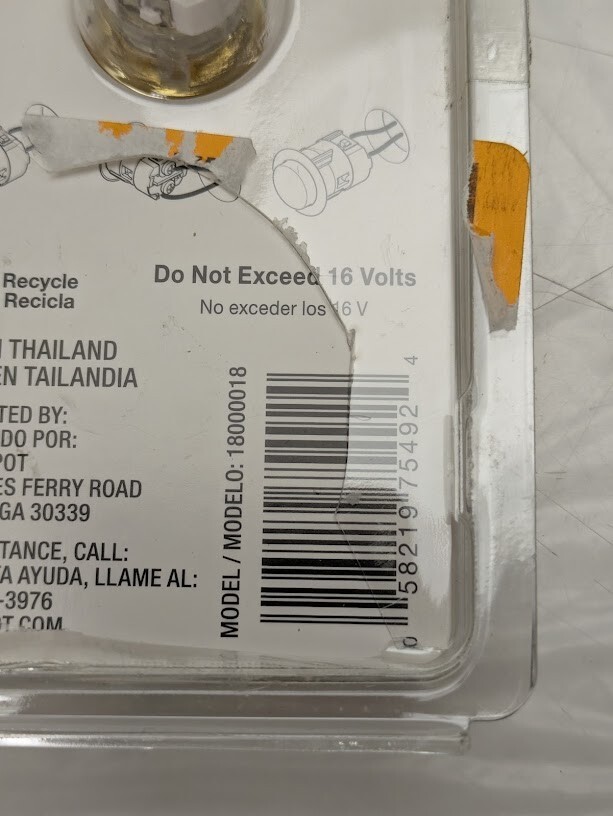 Recycle
Recicla
Do Not Exceed 16 Volts
No exceder los 16 V
THAILAND
EN TAILANDIA
TED BY:
DO POR:
POT
ES FERRY ROAD
GA 30339
TANCE, CALL:
TA AYUDA, LLAME AL:
-3976
OT.COM
MODEL / MODELO: 18000018
0 58219 75492 4